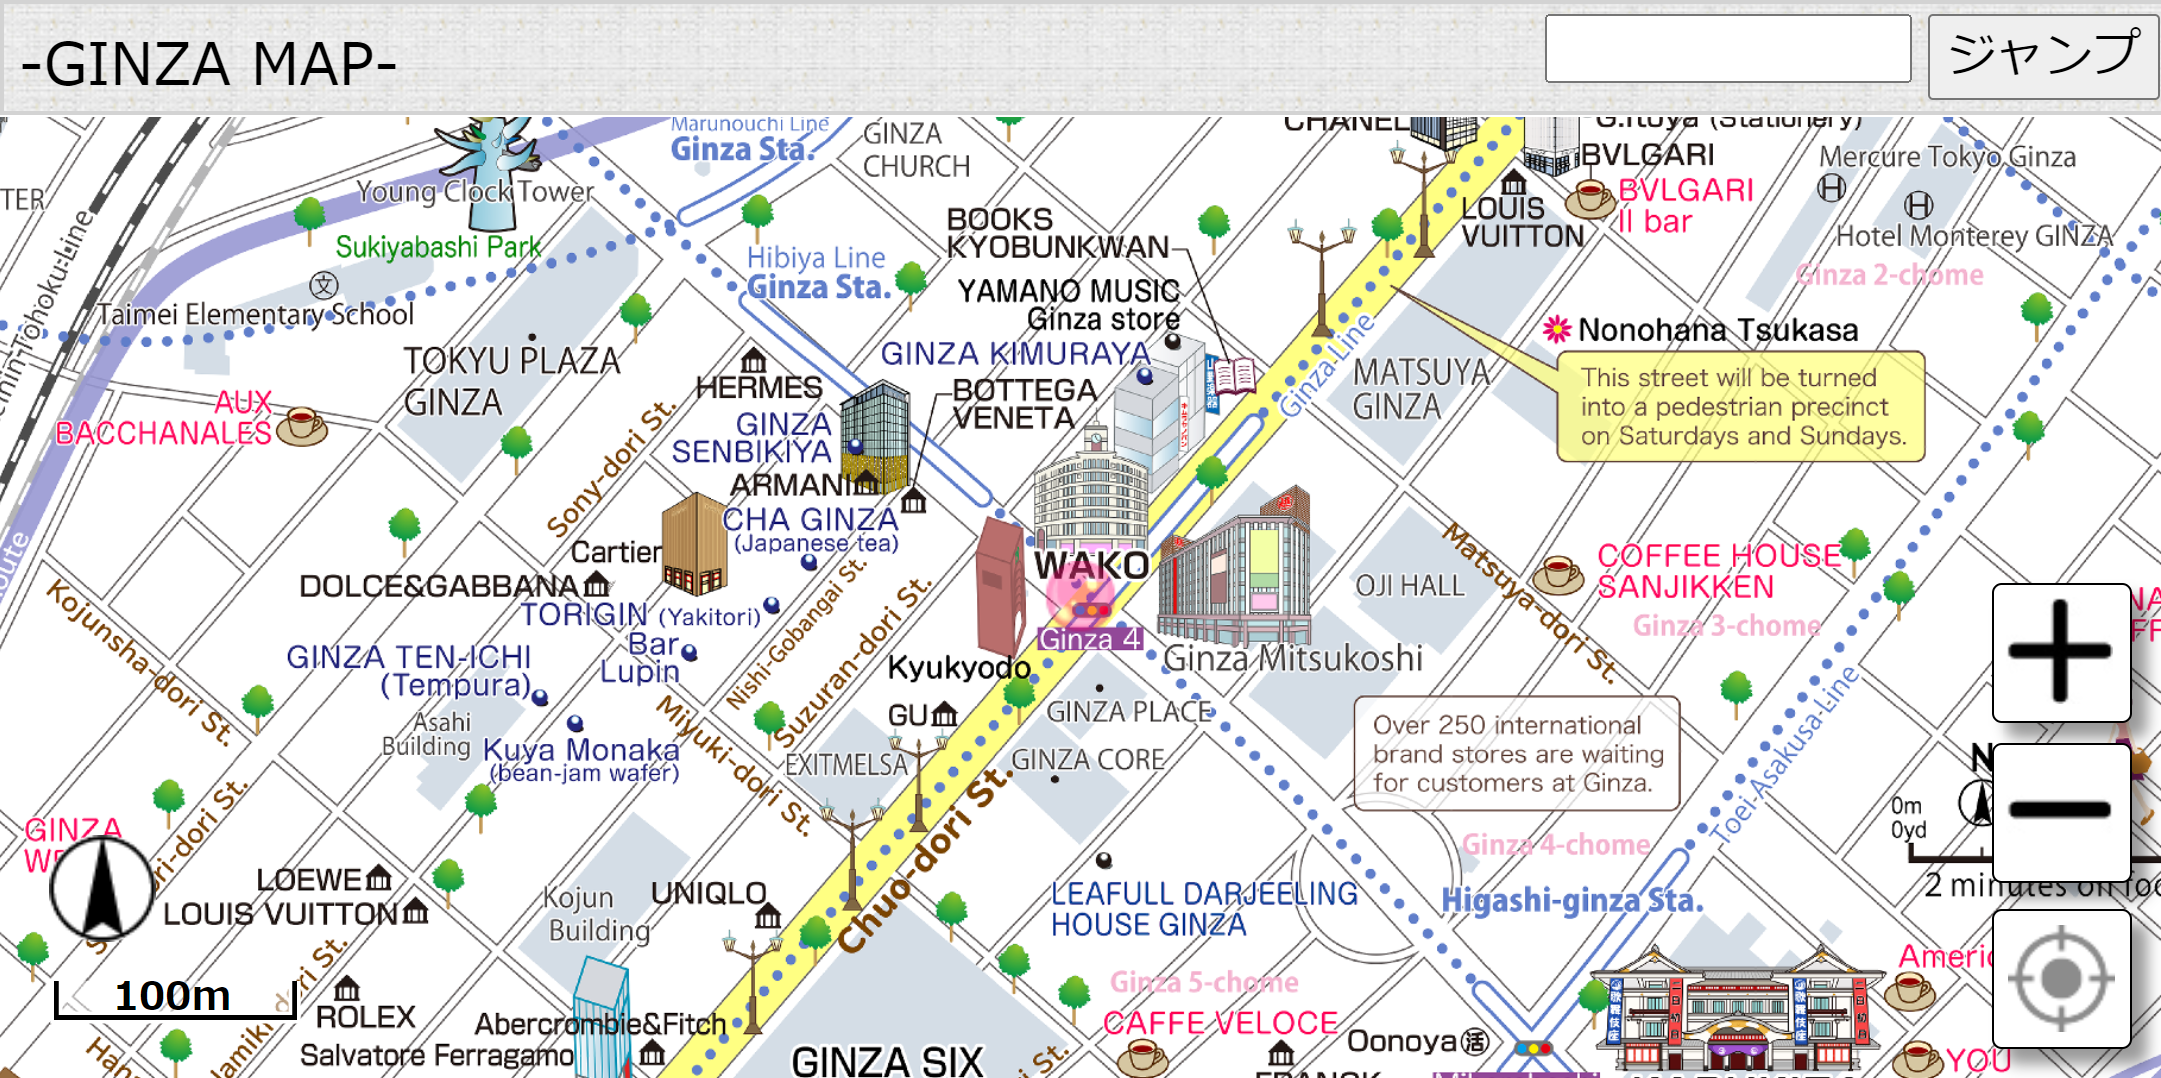 -GINZA MAP-
ジャンプ
Marunouchi Line
Ginza Sta.
GINZA
CHURCH
CHANEL
G.Itoya (Stationery)
BVLGARI
BVLGARI
Il bar
Mercure Tokyo Ginza
Hotel Monterey GINZA
Ginza 2-chome
TER
Young Clock Tower
Sukiyabashi Park
文
Taimei Elementary School
TOKYU PLAZA
GINZA
AUX
BACCHANALES
Hibiya Line
Ginza Sta.
BOOKS
KYOBUNKWAN
YAMANO MUSIC
Ginza store
GINZA KIMURAYA
BOTTEGA
VENETA
HERMES
GINZA
SENBIKIYA
ARMANI
CHA GINZA
(Japanese tea)
LOUIS
VUITTON
Ginza-Line
MATSUYA
GINZA
Nonohana Tsukasa
This street will be turned
into a pedestrian precinct
on Saturdays and Sundays.
Sony-dori St.
Cartier
DOLCE&GABBANA
TORIGIN (Yakitori)
Bar
Lupin
GINZA TEN-ICHI
(Tempura)
Asahi
Building
Kuya Monaka
(bean-jam wafer)
Kojunsha-dori St.
Nishi-Gobangai St.
Suzuran-dori St.
Miyuki-dori St.
WAKO
Ginza 4
Kyukyodo
GU
EXITMELSA
Ginza Mitsukoshi
GINZA PLACE
GINZA CORE
OJI HALL
Matsuya-dori St.
COFFEE HOUSE
SANJIKKEN
Ginza 3-chome
Over 250 international
brand stores are waiting
for customers at Ginza.
Ginza 4-chome
Toei-Asakusa-Line
Higashi-ginza Sta.
N
0m
0yd
2 minutes on foo
Chuo-dori St.
LEAFULL DARJEELING
HOUSE GINZA
Ginza 5-chome
CAFFE VELOCE
Oonoya
活
UNIQLO
Kojun
Building
LOEWE
LOUIS VUITTON
GINZA
ROLEX
Abercrombie&Fitch
Salvatore Ferragamo
GINZA SIX
100m
YOU